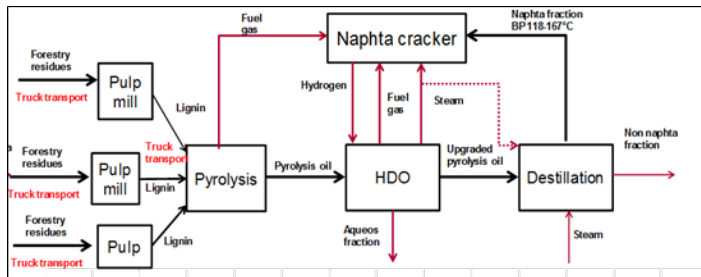 Fuel
gas
Naphta cracker
Naphta fraction
BP118-167°C
Forestry
residues
Truck transport
Pulp
mill
Lignin
Hydrogen
Fuel
gas
Steam
Forestry
residues
Truck transport
Pulp
mill
Lignin
Truck
transport
Pyrolysis
Pyrolysis oil
HDO
Upgraded
pyrolysis oil
Destillation
Non naphta
fraction
Forestry
residues
Truck transport
Pulp
Lignin
Aqueos
fraction
Steam